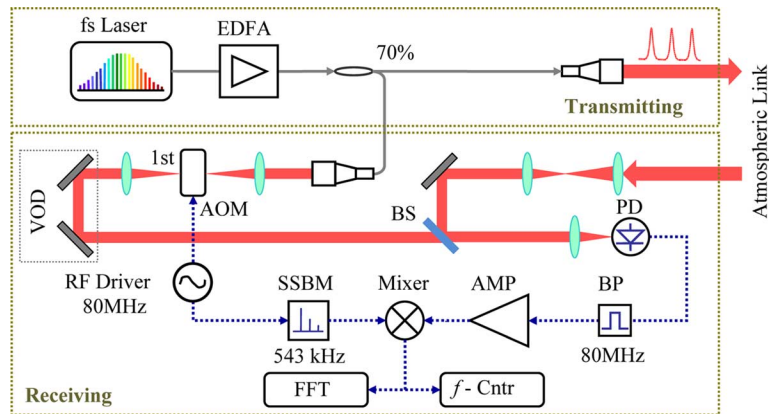 fs Laser
EDFA
70%
Transmitting
Atmospheric Link
1st
AOM
VOD
BS
PD
RF Driver
80MHz
SSBM
543 kHz
Mixer
AMP
BP
80MHz
FFT
f - Cntr
Receiving